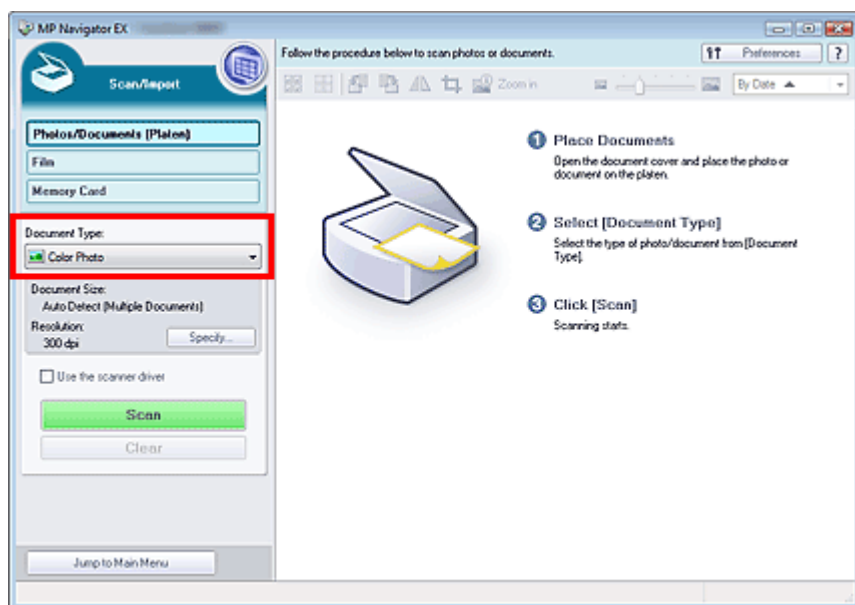 MP Navigator EX
Scan/Import
Photos/Documents (Platen)
Film
Memory Card
Document Type:
Color Photo
Document Size:
Auto Detect (Multiple Documents)
Resolution:
300 dpi
Specify...
Use the scanner driver
Scan
Clear
Jump to Main Menu
Follow the procedure below to scan photos or documents.
Preferences
?
Zoom in
By Date
1 Place Documents
Open the document cover and place the photo or
document on the platen.
2 Select [Document Type]
Select the type of photo/document from [Document
Type].
3 Click [Scan]
Scanning starts.